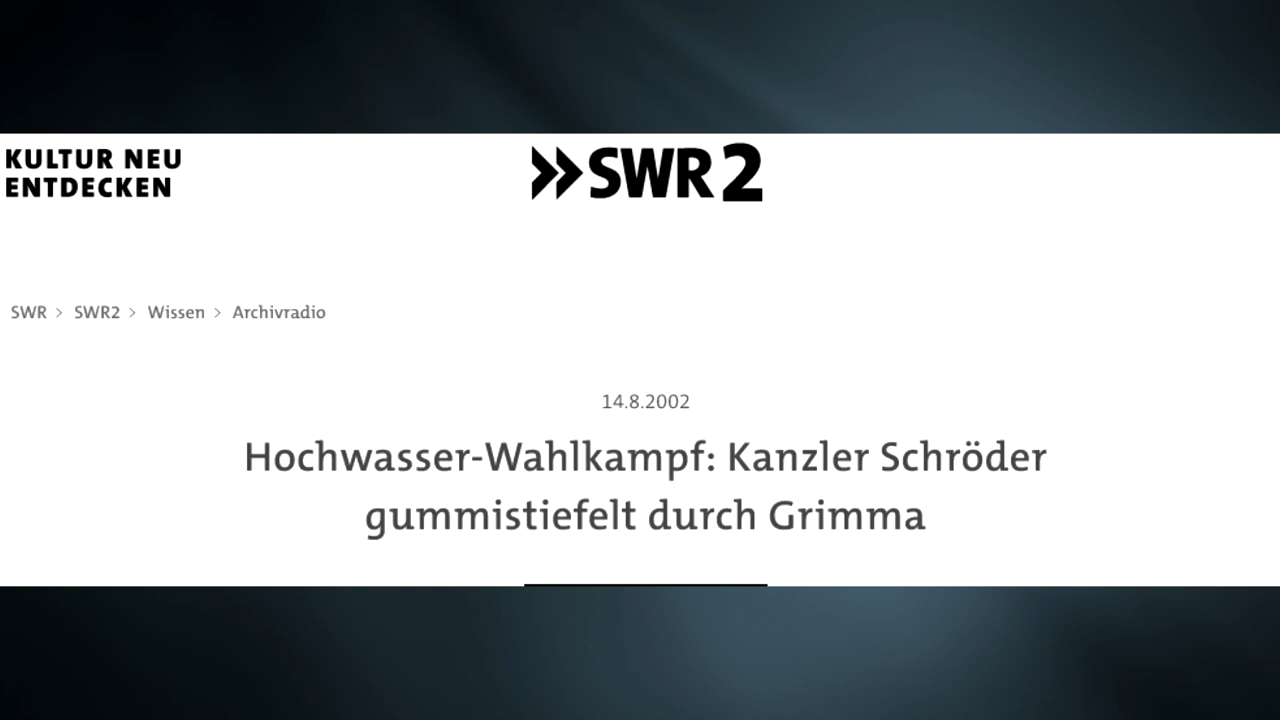 KULTUR NEU
ENTDECKEN
SWR2
SWR > SWR2 > Wissen > Archivradio
14.8.2002
Hochwasser-Wahlkampf: Kanzler Schröder
gummistiefelt durch Grimma